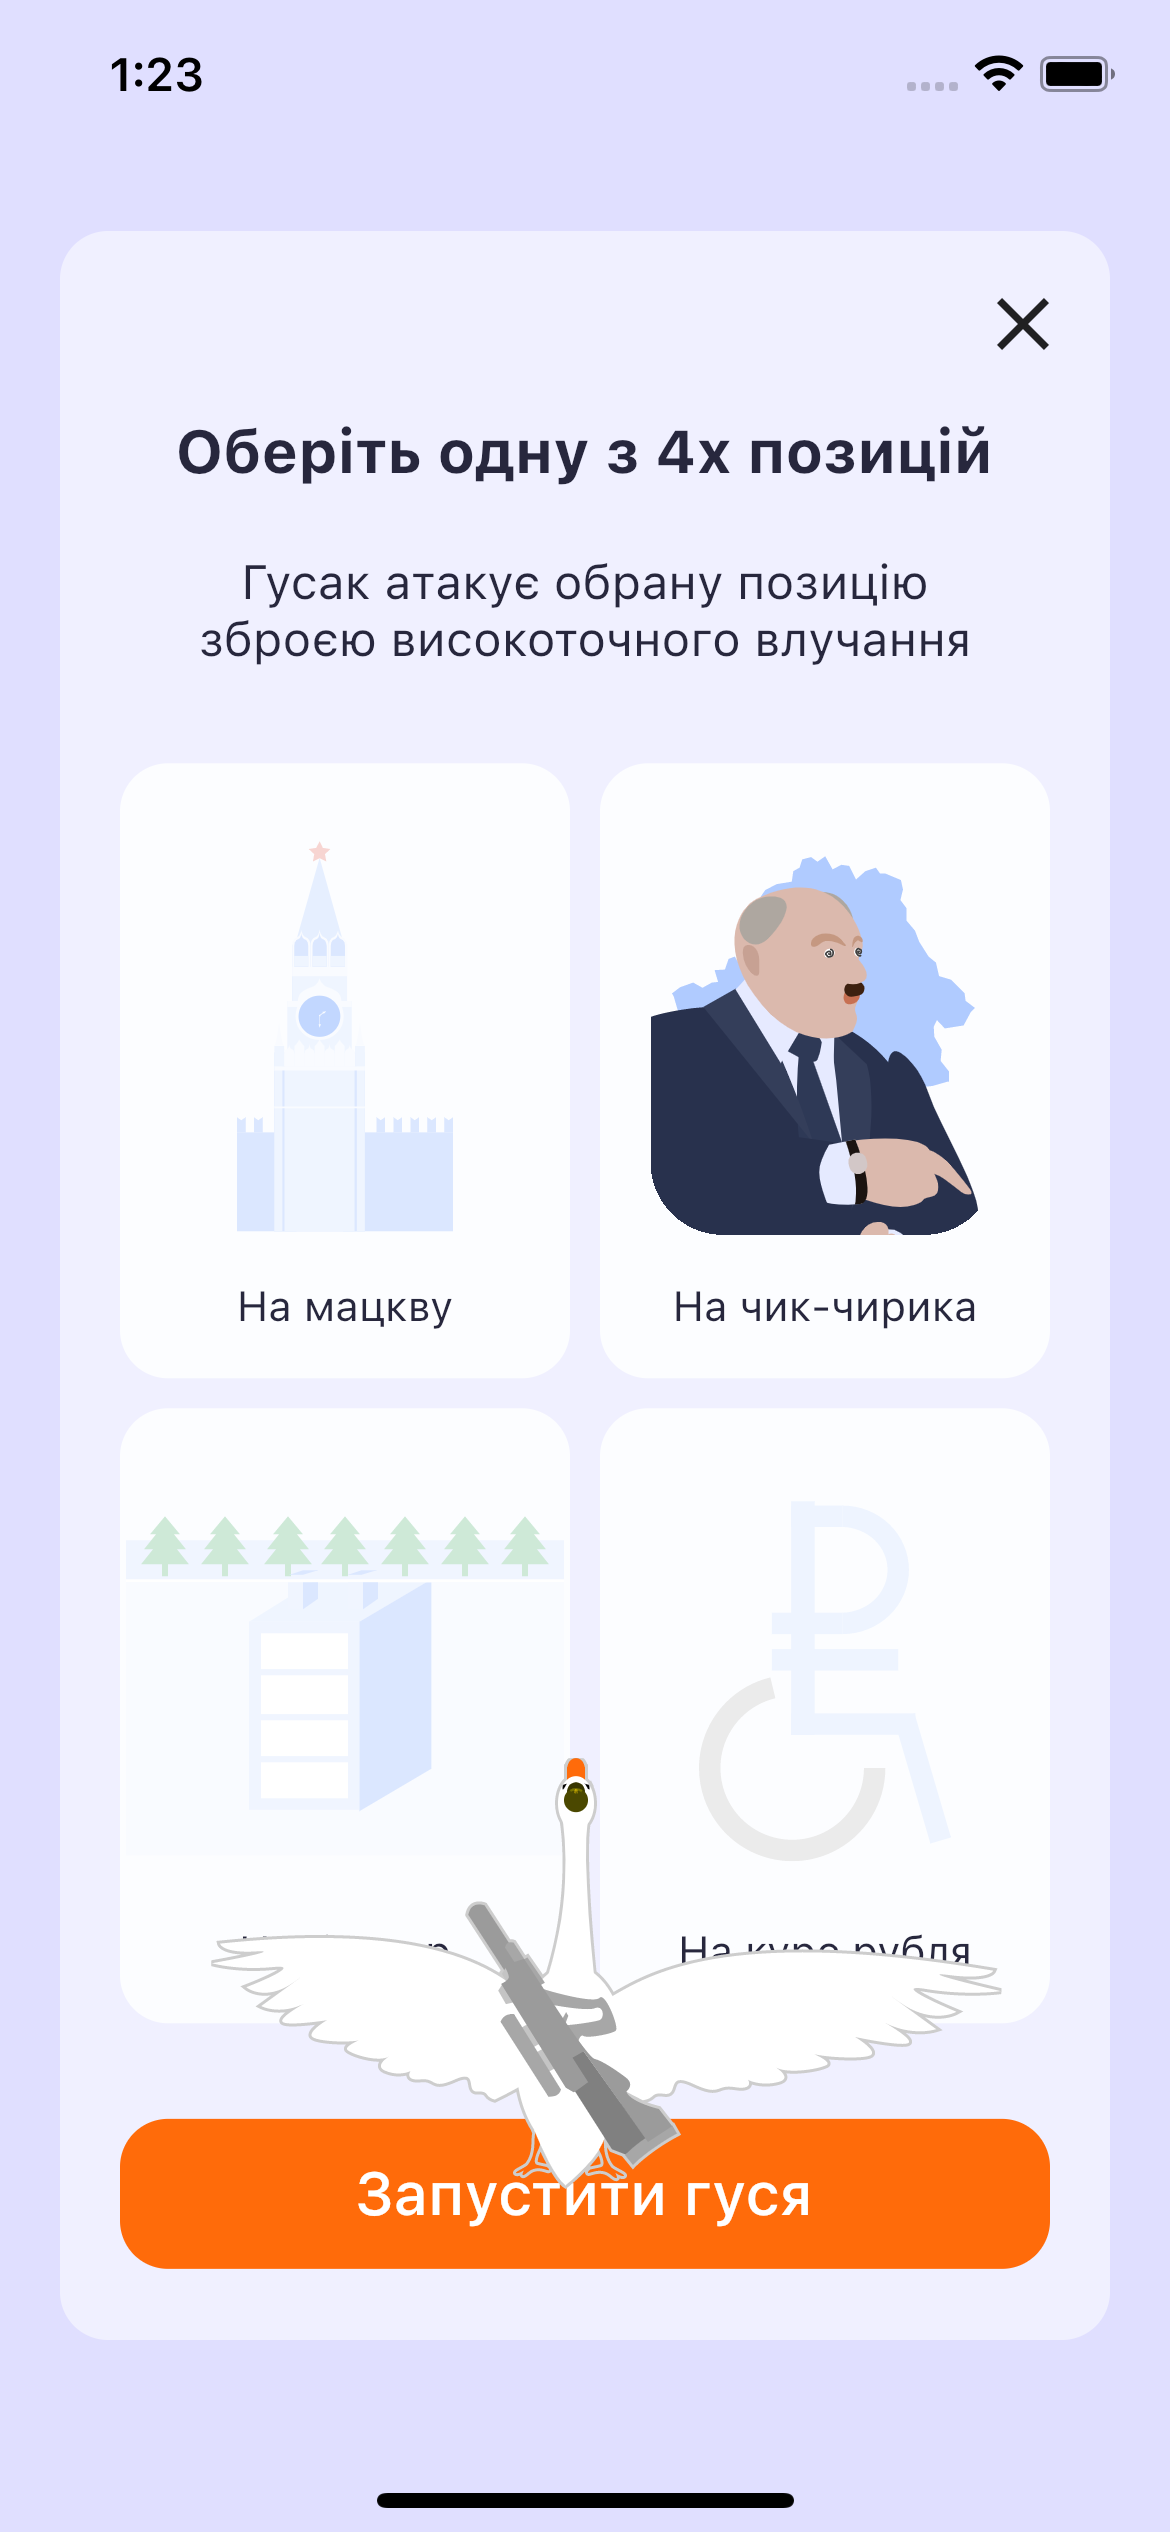 1:23
Оберіть одну з 4х позицій
Гусак атакує обрану позицію
зброєю високоточного влучання
На мацкву
На чик-чирика
На курс рубля
Запустити гуся